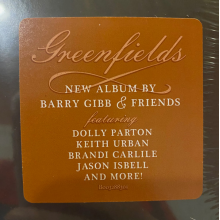 Greenfields
NEW ALBUM BY
BARRY GIBB & FRIENDS
featuring
DOLLY PARTON
KEITH URBAN
BRANDI CARLILE
JASON ISBELL
AND MORE!